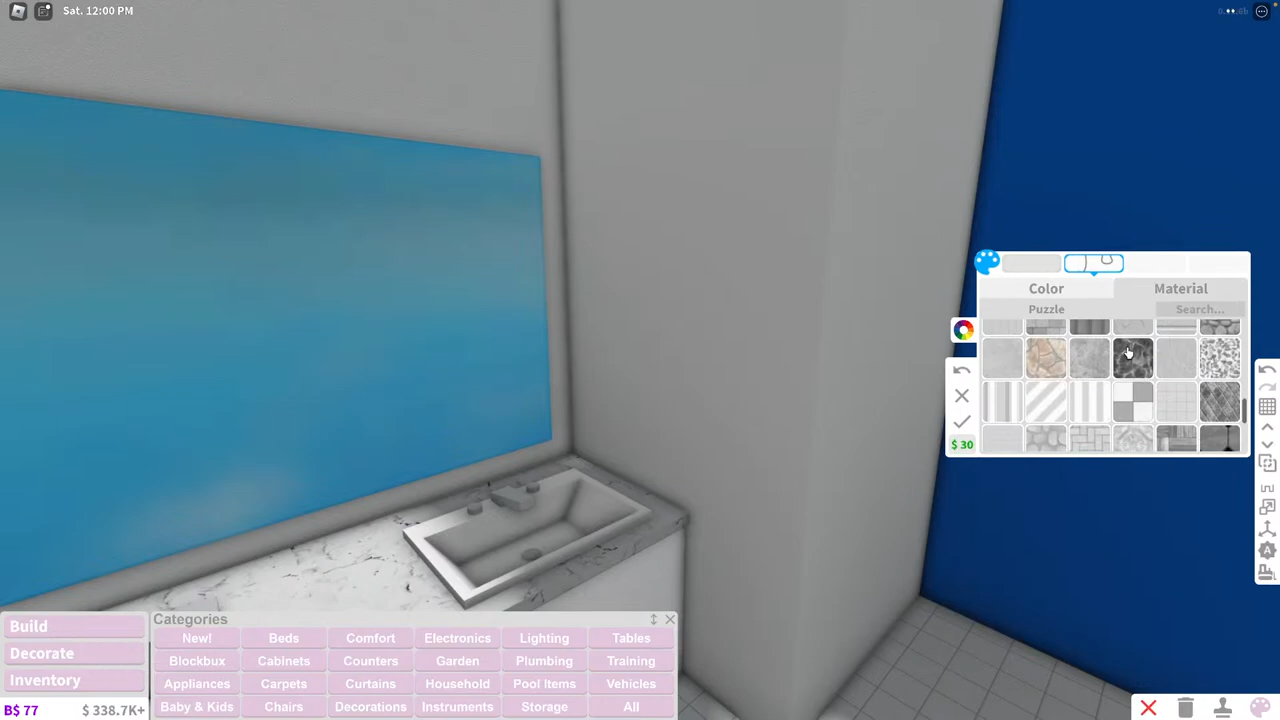 Sat. 12:00 PM
Color
Material
Puzzle
Search...
$ 30
Build
Decorate
Inventory
B$ 77
$ 338.7K+
Categories
New!
Beds
Comfort
Electronics
Lighting
Tables
Blockbux
Cabinets
Counters
Garden
Plumbing
Training
Appliances
Carpets
Curtains
Household
Pool Items
Vehicles
Baby & Kids
Chairs
Decorations
Instruments
Storage
All
A